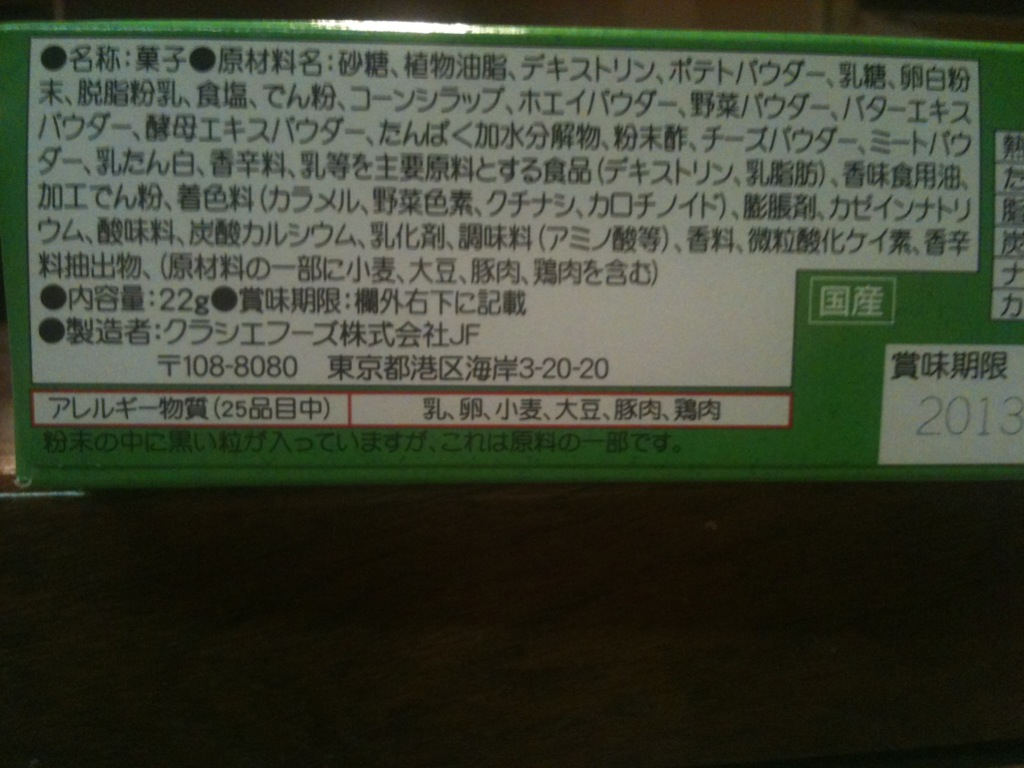 ●名称:菓子●原材料名:砂糖、植物油脂、デキストリン、ポテトパウダー、乳糖、卵白粉
末、脱脂粉乳、食塩、でん粉、コーンシラップ、ホエイパウダー、野菜パウダー、バターエキス
パウダー、酵母エキスパウダー、たんぱく加水分解物、粉末酢、チーズパウダー、ミートパウ
ダー、乳たん白、香辛料、乳等を主要原料とする食品(デキストリン、乳脂肪)、香味食用油、
加工でん粉、着色料(カラメル、野菜色素、クチナシ、カロチノイド)、膨脹剤、カゼインナトリ
ウム、酸味料、炭酸カルシウム、乳化剤、調味料(アミノ酸等)、香料、微粒酸化ケイ素、香辛
料抽出物、(原材料の一部に小麦、大豆、豚肉、鶏肉を含む)
●内容量:22g●賞味期限:欄外右下に記載
●製造者:クラシエフーズ株式会社JF
〒108-8080 東京都港区海岸3-20-20
アレルギー物質(25品目中) 乳、卵、小麦、大豆、豚肉、鶏肉
粉末の中に黒い粒が入っていますが、これは原料の一部です。
国産
賞味期限
2013
熱
た
脂
炭
ナ
カ